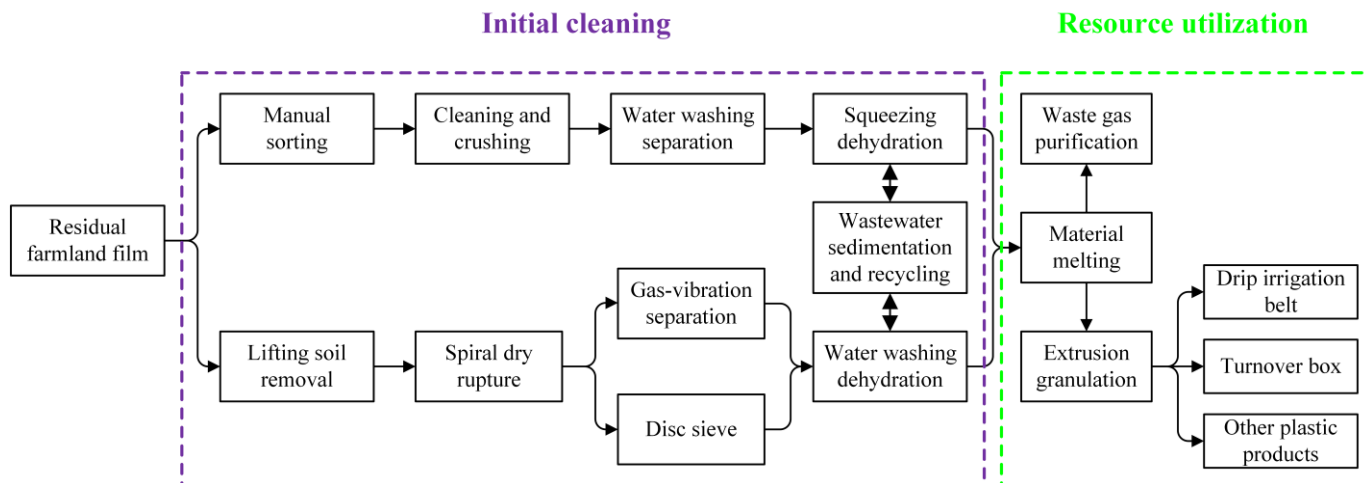 Initial cleaning
Resource utilization
Manual
sorting
Cleaning and
crushing
Water washing
separation
Squeezing
dehydration
Waste gas
purification
Residual
farmland film
Wastewater
sedimentation
and recycling
Material
melting
Gas-vibration
separation
Drip irrigation
belt
Lifting soil
removal
Spiral dry
rupture
Water washing
dehydration
Extrusion
granulation
Turnover box
Disc sieve
Other plastic
products